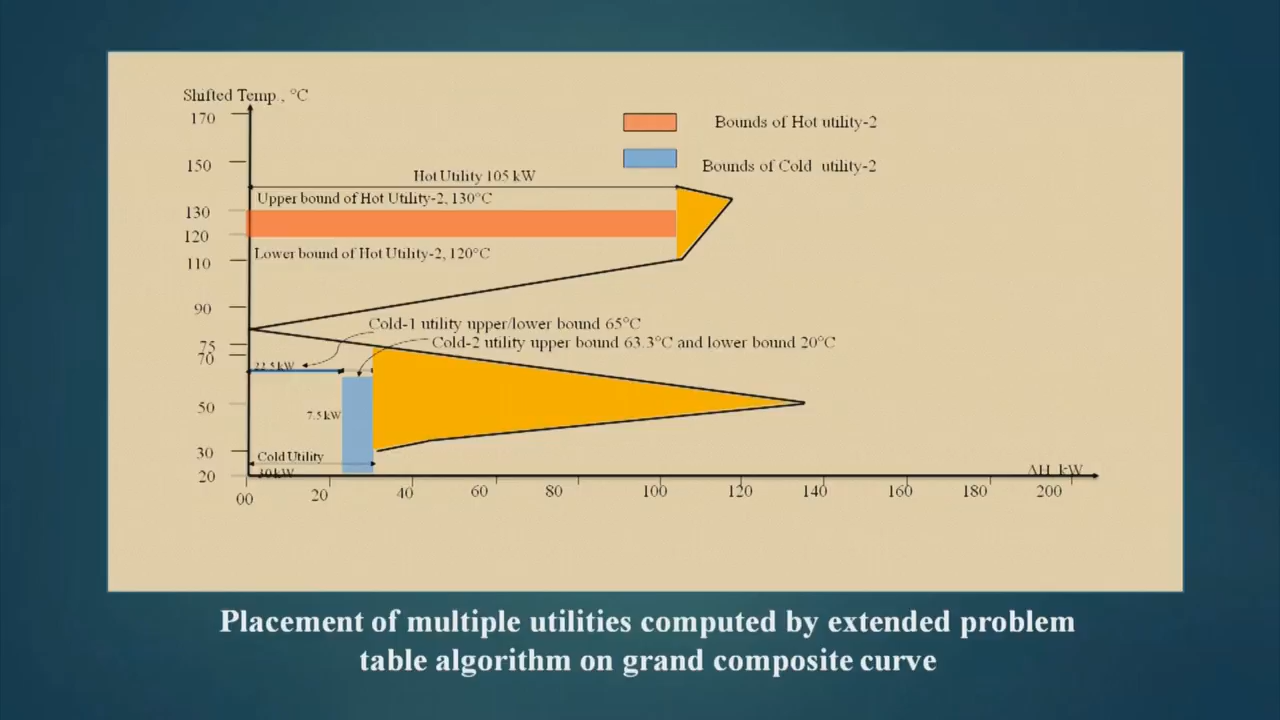 Shifted Temp., °C
170
150
130
120
110
90
75
70
50
30
20
Bounds of Hot utility-2
Bounds of Cold utility-2
Hot Utility 105 kW
Upper bound of Hot Utility-2, 130°C
Lower bound of Hot Utility-2, 120°C
Cold-1 utility upper/lower bound 65°C
Cold-2 utility upper bound 63.3°C and lower bound 20°C
22.5 kW
7.5 kW
Cold Utility
30 kW
ΔH, kW
00 20 40 60 80 100 120 140 160 180 200
Placement of multiple utilities computed by extended problem
table algorithm on grand composite curve